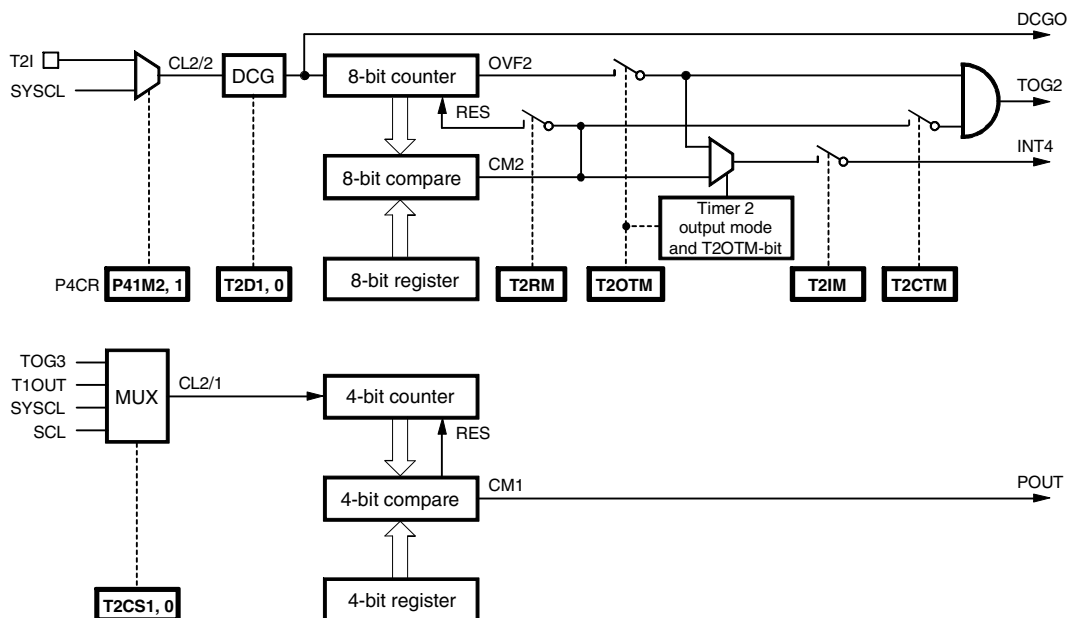 DCGO
T2I
CL2/2
DCG
8-bit counter
OVF2
TOG2
SYSCL
RES
INT4
8-bit compare
CM2
Timer 2
output mode
and T2OTM-bit
P4CR
P41M2, 1
T2D1, 0
8-bit register
T2RM
T2OTM
T2IM
T2CTM
TOG3
T1OUT
SYSCL
SCL
MUX
CL2/1
4-bit counter
RES
4-bit compare
CM1
POUT
T2CS1, 0
4-bit register